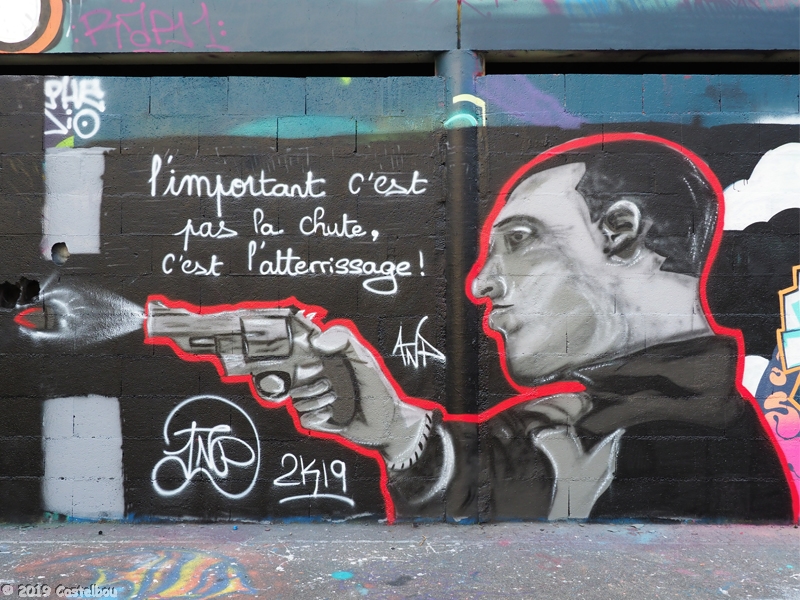 l'important c'est
pas la chute,
c'est l'atterrissage!
2K19
© 2019 Castelbou